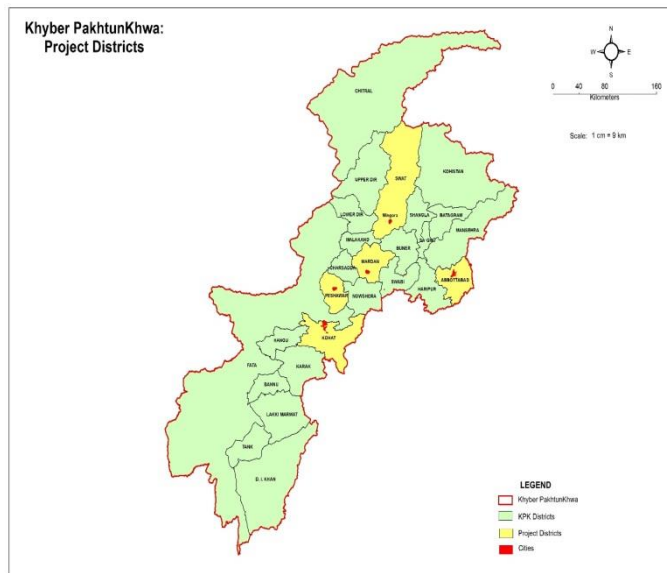 Khyber PakhtunKhwa:
Project Districts
N
W
E
S
0 40 80 160
Kilometers
Scale: 1 cm = 9 km
CHITRAL
KOHISTAN
SWAT
UPPER DIR
LOWER DIR
Mingora
SHANGLA
BATAGRAM
MANSEHRA
MALAKAND
BUNER
MARDAN
CHARSADDA
SWABI
HARIPUR
ABBOTTABAD
PESHAWAR
NOWSHERA
KOHAT
HANGU
FATA
KARAK
BANNU
LAKKI MARWAT
TANK
D. I. KHAN
LEGEND
Khyber PakhtunKhwa
KPK Districts
Project Districts
Cities